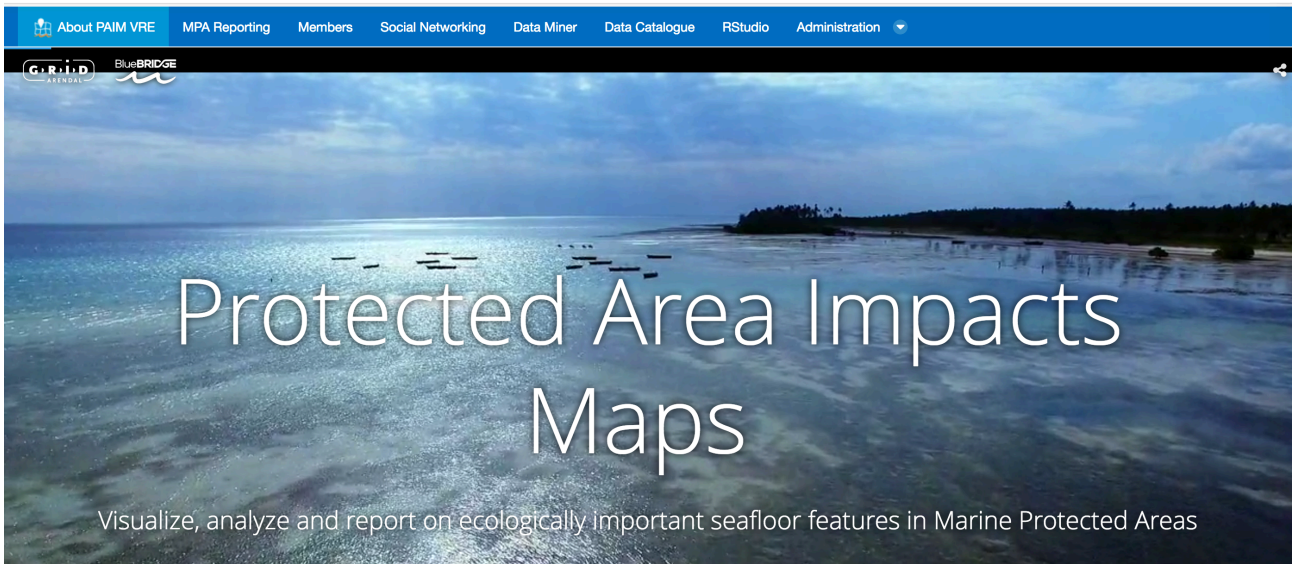 About PAIM VRE MPA Reporting Members Social Networking Data Miner Data Catalogue RStudio Administration
G·R·I·D
ARENDAL
BlueBRIDGE
Protected Area Impacts
Maps
Visualize, analyze and report on ecologically important seafloor features in Marine Protected Areas